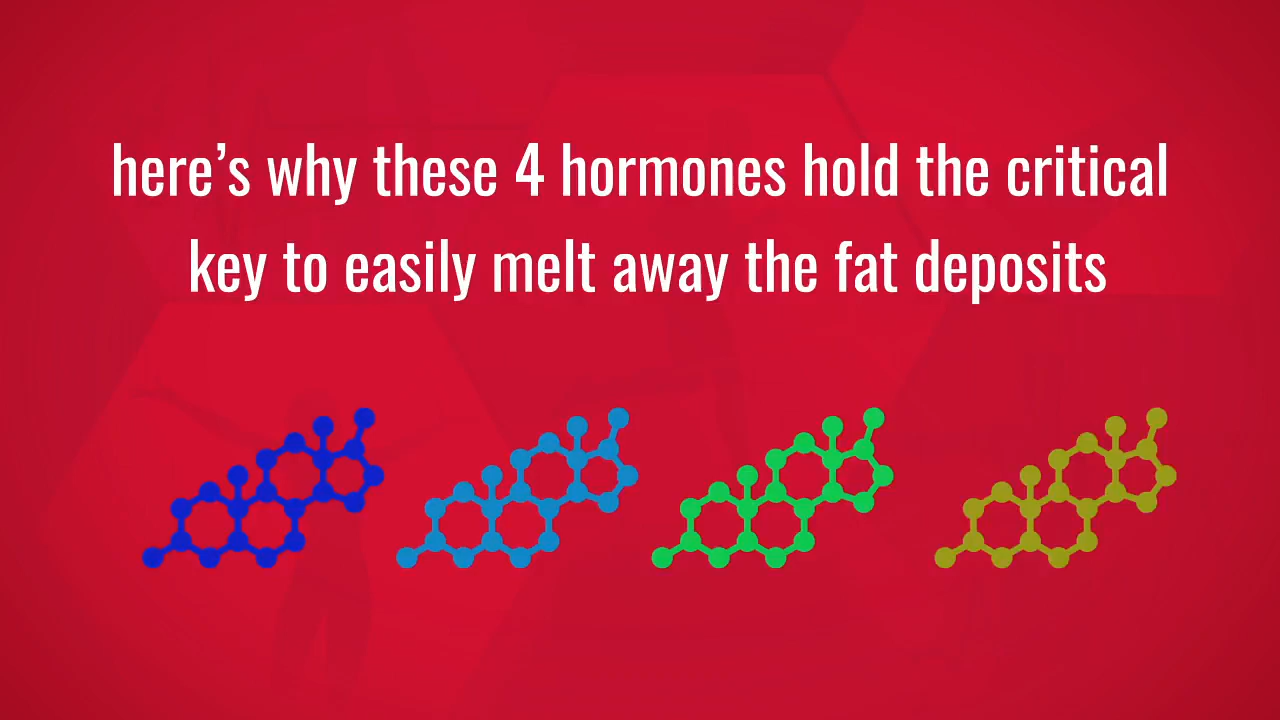 here’s why these 4 hormones hold the critical
key to easily melt away the fat deposits